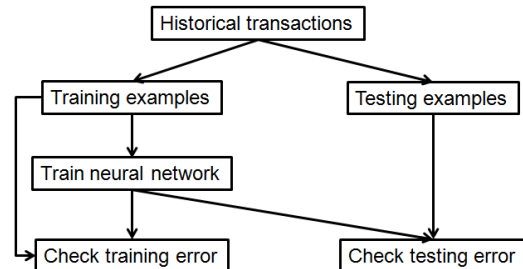 Historical transactions
Training examples
Testing examples
Train neural network
Check training error
Check testing error